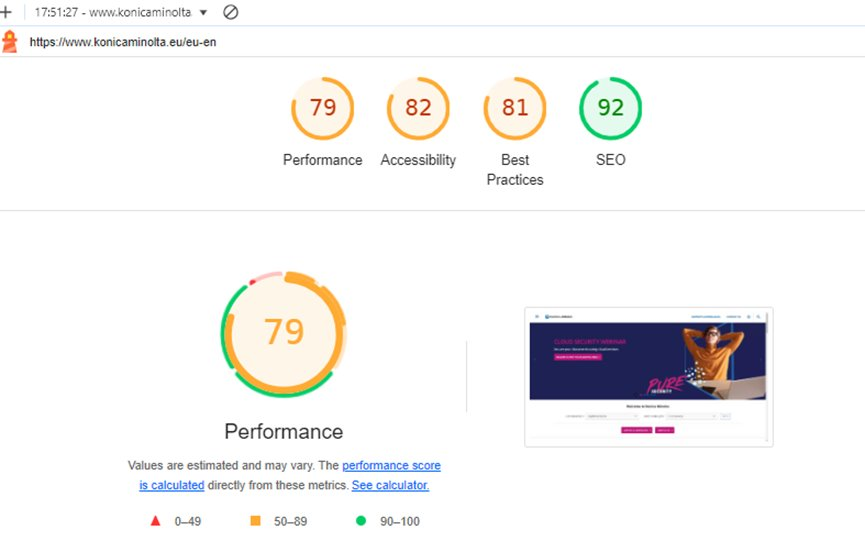 17:51:27 - www.konicaminolta.
https://www.konicaminolta.eu/eu-en
79
82
81
92
Performance
Accessibility
Best
Practices
SEO
79
CLOUD SECURITY WEBINAR
PURE
SECURITY
Performance
Values are estimated and may vary. The performance score
is calculated directly from these metrics. See calculator.
0–49
50–89
90–100